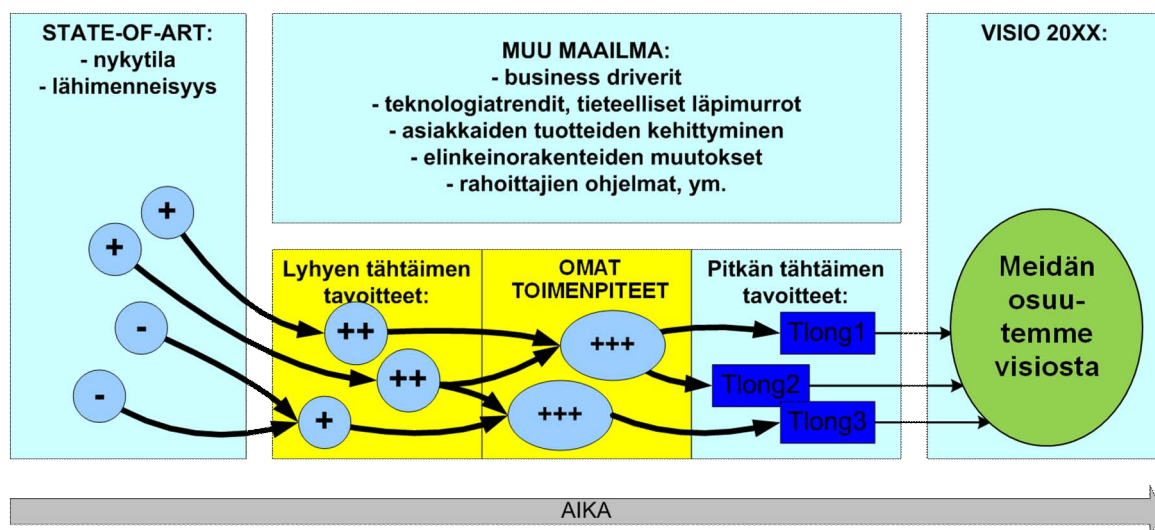 STATE-OF-ART:
- nykytila
- lähimenneisyys
MUU MAAILMA:
- business driverit
- teknologiatrendit, tieteelliset läpimurrot
- asiakkaiden tuotteiden kehittyminen
- elinkeinorakenteiden muutokset
- rahoittajien ohjelmat, ym.
VISIO 20XX:
+
+
-
-
Lyhyen tähtäimen
tavoitteet:
++
++
+
OMAT
TOIMENPITEET
+++
+++
Pitkän tähtäimen
tavoitteet:
Tlong1
Tlong2
Tlong3
Meidän
osuu-
temme
visiosta
AIKA